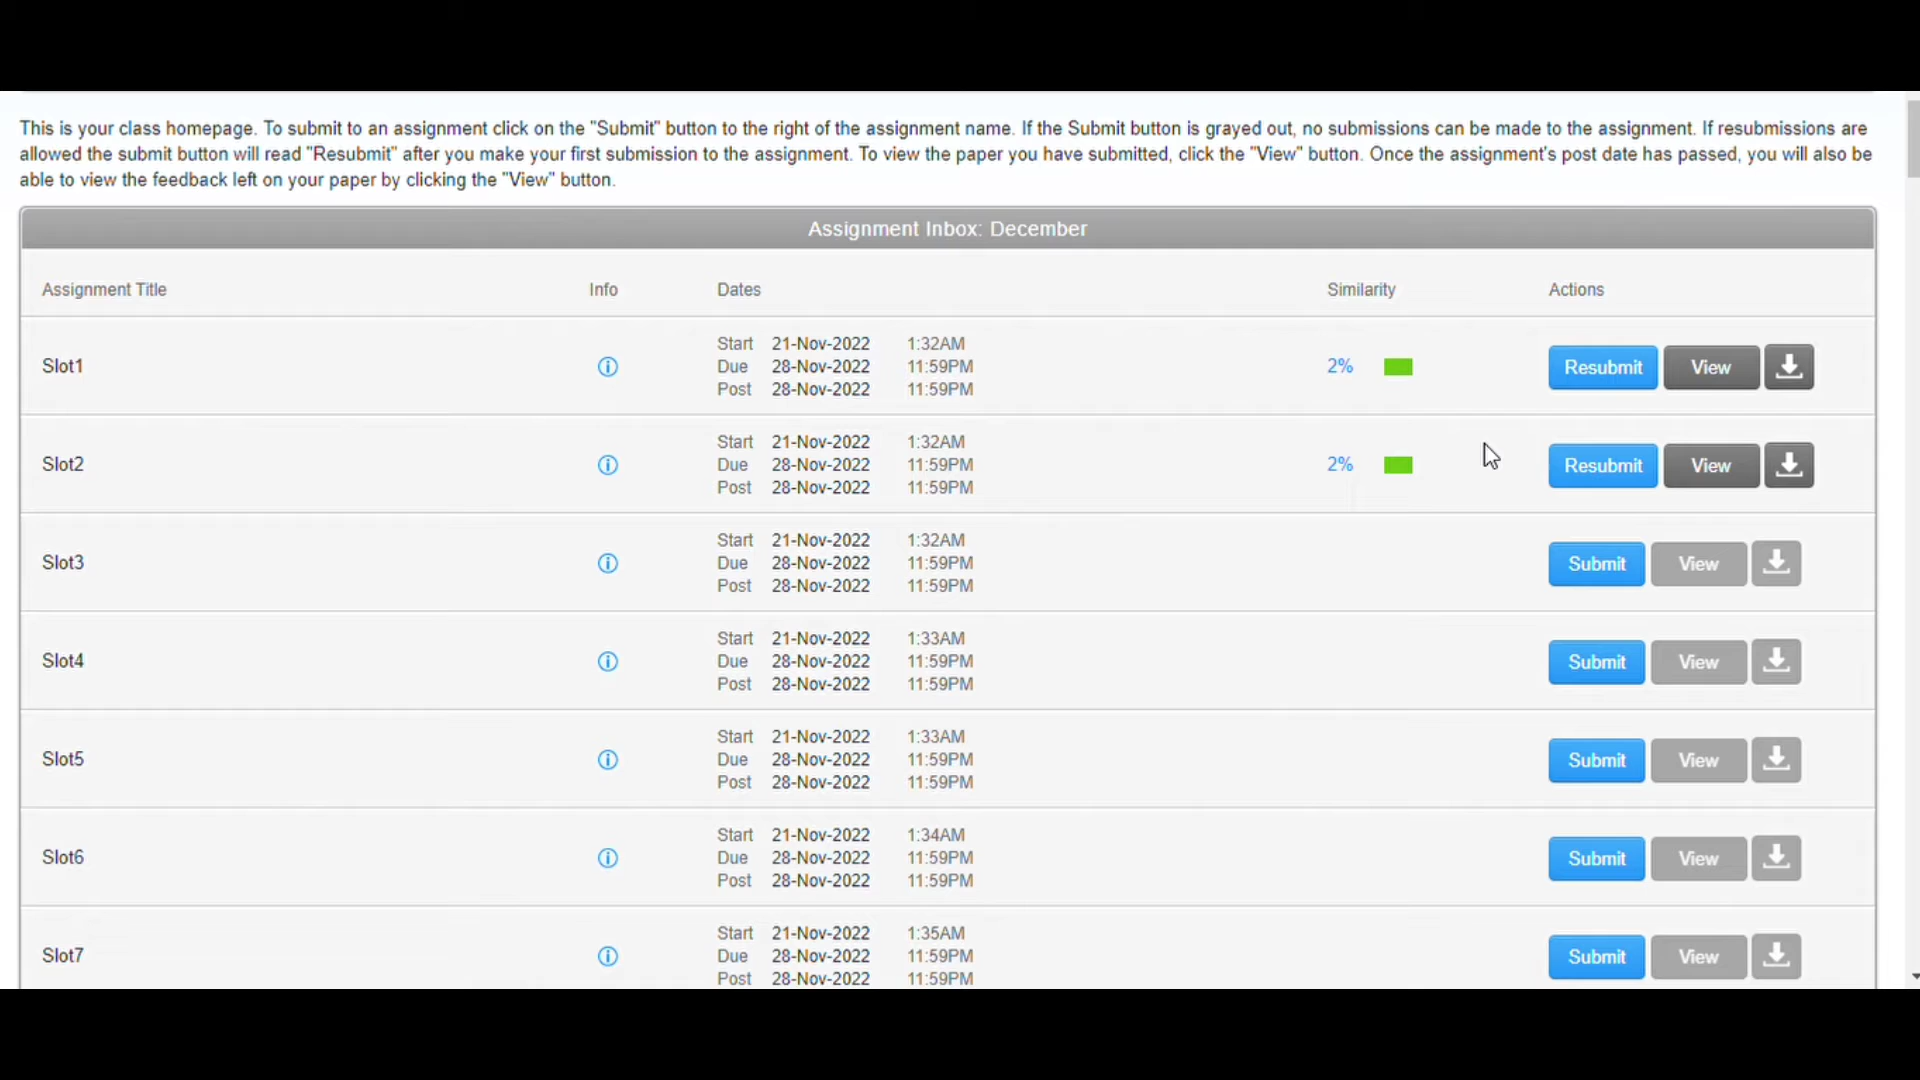 This is your class homepage. To submit to an assignment click on the "Submit" button to the right of the assignment name. If the Submit button is grayed out, no submissions can be made to the assignment. If resubmissions are
allowed the submit button will read "Resubmit" after you make your first submission to the assignment. To view the paper you have submitted, click the "View" button. Once the assignment's post date has passed, you will also be
able to view the feedback left on your paper by clicking the "View" button.
Assignment Inbox: December
Assignment Title Info Dates Similarity Actions
Start 21-Nov-2022 1:32AM
Slot1 Due 28-Nov-2022 11:59PM 2% Resubmit View
Post 28-Nov-2022 11:59PM
Start 21-Nov-2022 1:32AM
Slot2 Due 28-Nov-2022 11:59PM 2% Resubmit View
Post 28-Nov-2022 11:59PM
Start 21-Nov-2022 1:32AM
Slot3 Due 28-Nov-2022 11:59PM Submit View
Post 28-Nov-2022 11:59PM
Start 21-Nov-2022 1:33AM
Slot4 Due 28-Nov-2022 11:59PM Submit View
Post 28-Nov-2022 11:59PM
Start 21-Nov-2022 1:33AM
Slot5 Due 28-Nov-2022 11:59PM Submit View
Post 28-Nov-2022 11:59PM
Start 21-Nov-2022 1:34AM
Slot6 Due 28-Nov-2022 11:59PM Submit View
Post 28-Nov-2022 11:59PM
Start 21-Nov-2022 1:35AM
Slot7 Due 28-Nov-2022 11:59PM Submit View
Post 28-Nov-2022 11:59PM